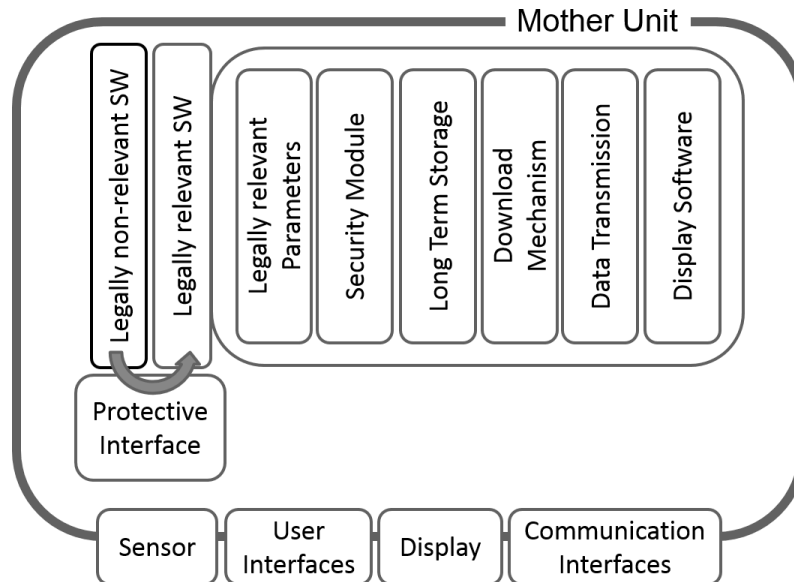 Mother Unit
Legally non-relevant SW
Legally relevant SW
Legally relevant
Parameters
Security Module
Long Term Storage
Download
Mechanism
Data Transmission
Display Software
Protective
Interface
Sensor
User
Interfaces
Display
Communication
Interfaces